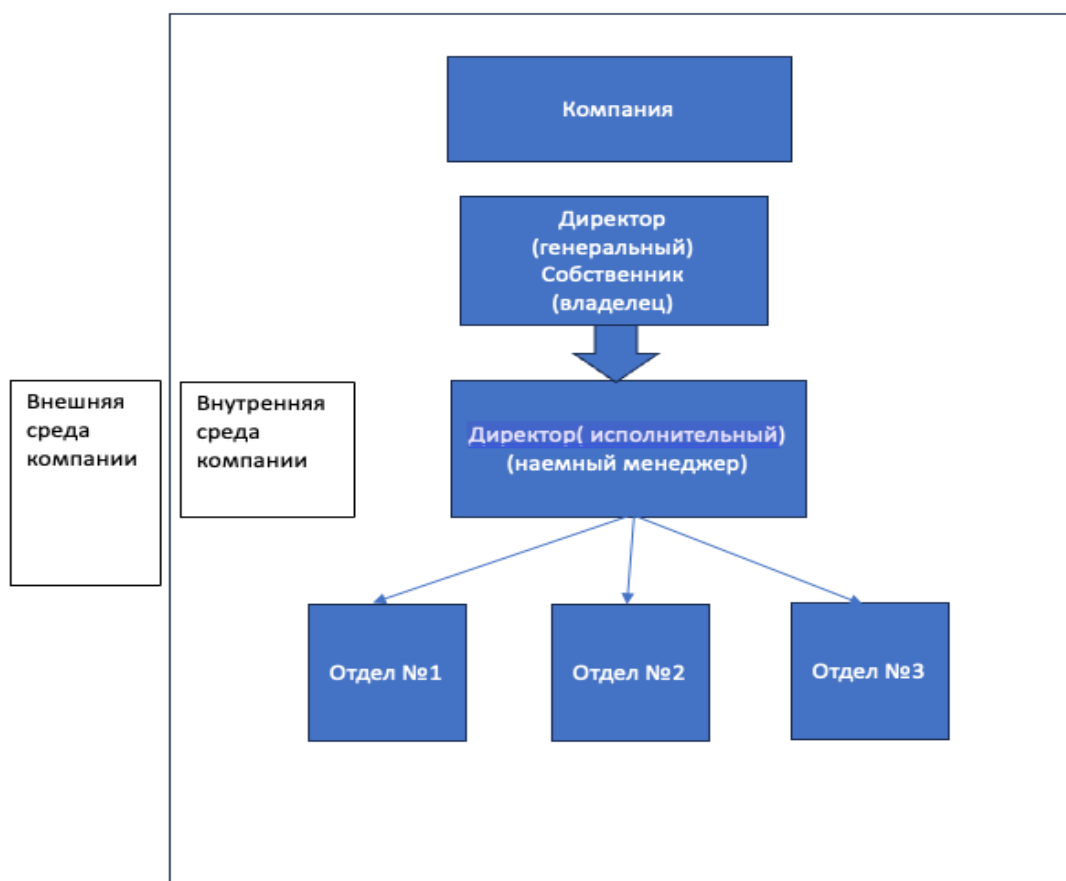 Компания
Директор
(генеральный)
Собственник
(владелец)
Внешняя
среда
компании
Внутренняя
среда
компании
Директор( исполнительный)
(наемный менеджер)
Отдел №1
Отдел №2
Отдел №3